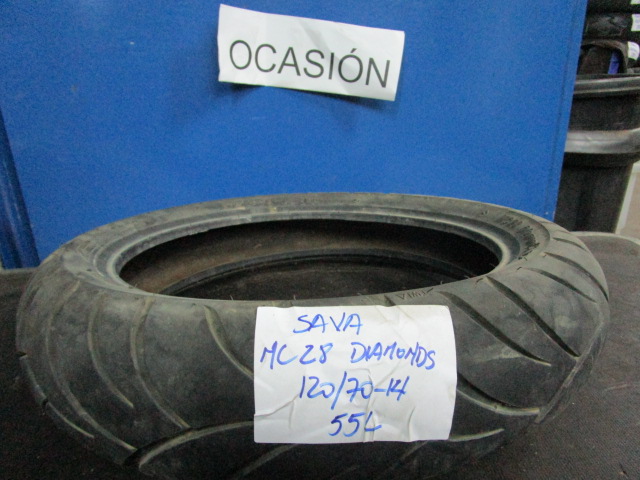 OCASIÓN
SAVA
MC28 DIAMONDS
120/70-14
55L